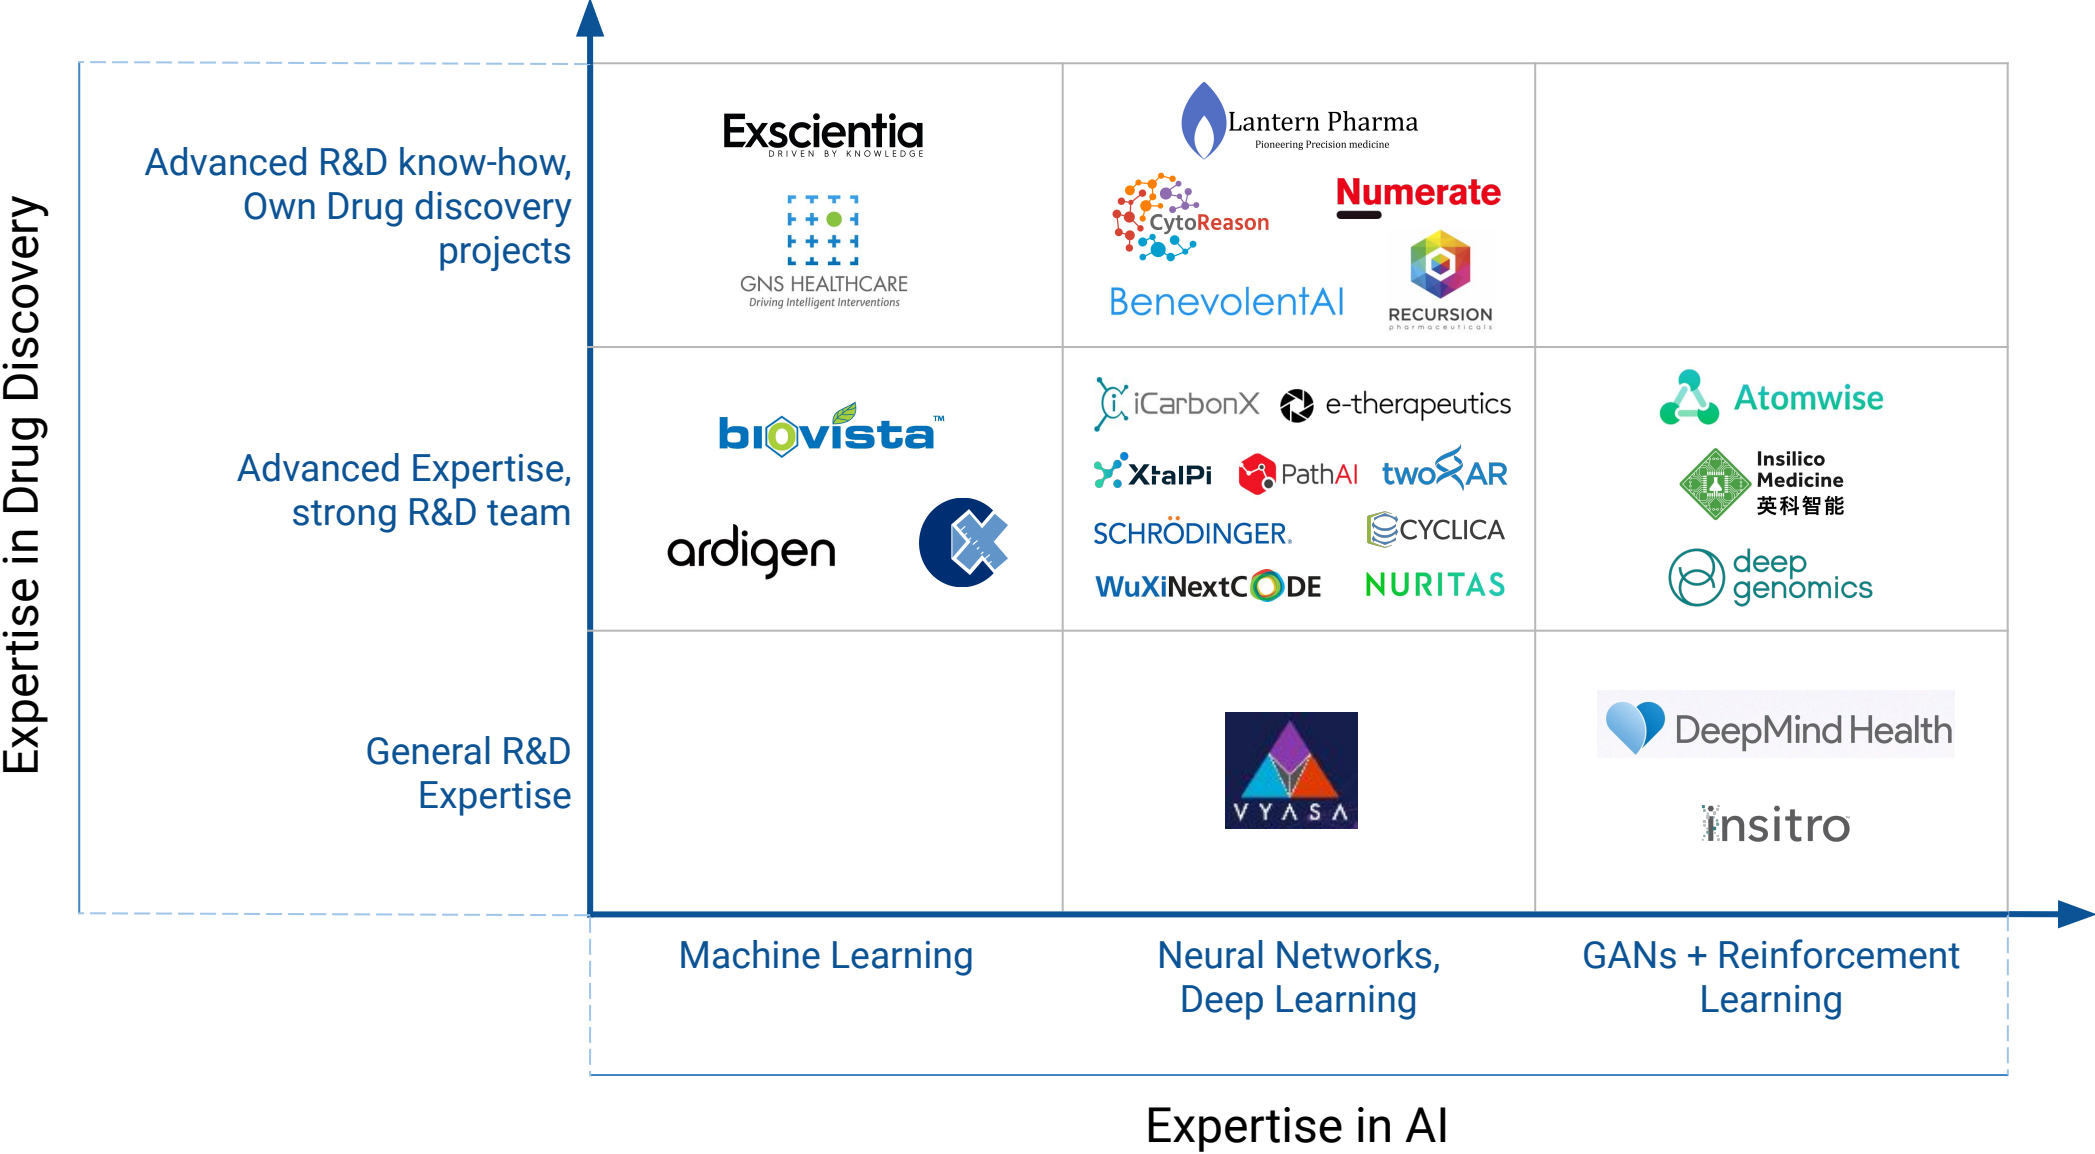 Expertise in Drug Discovery
Advanced R&D know-how,
Own Drug discovery
projects
Exscientia
DRIVEN BY KNOWLEDGE
GNS HEALTHCARE
Driving Intelligent Interventions
Lantern Pharma
Pioneering Precision medicine
CytoReason
Numerate
BenevolentAI
RECURSION
pharmaceuticals
Advanced Expertise,
strong R&D team
biovista™
ardigen
iCarbonX
e-therapeutics
XtalPi
PathAI
twoXAR
SCHRÖDINGER®
CYCLICA
WuXiNextCODE
NURITAS
Atomwise
Insilico
Medicine
英科智能
deep
genomics
General R&D
Expertise
VYASA
DeepMind Health
insitro
Machine Learning
Neural Networks,
Deep Learning
GANs + Reinforcement
Learning
Expertise in AI